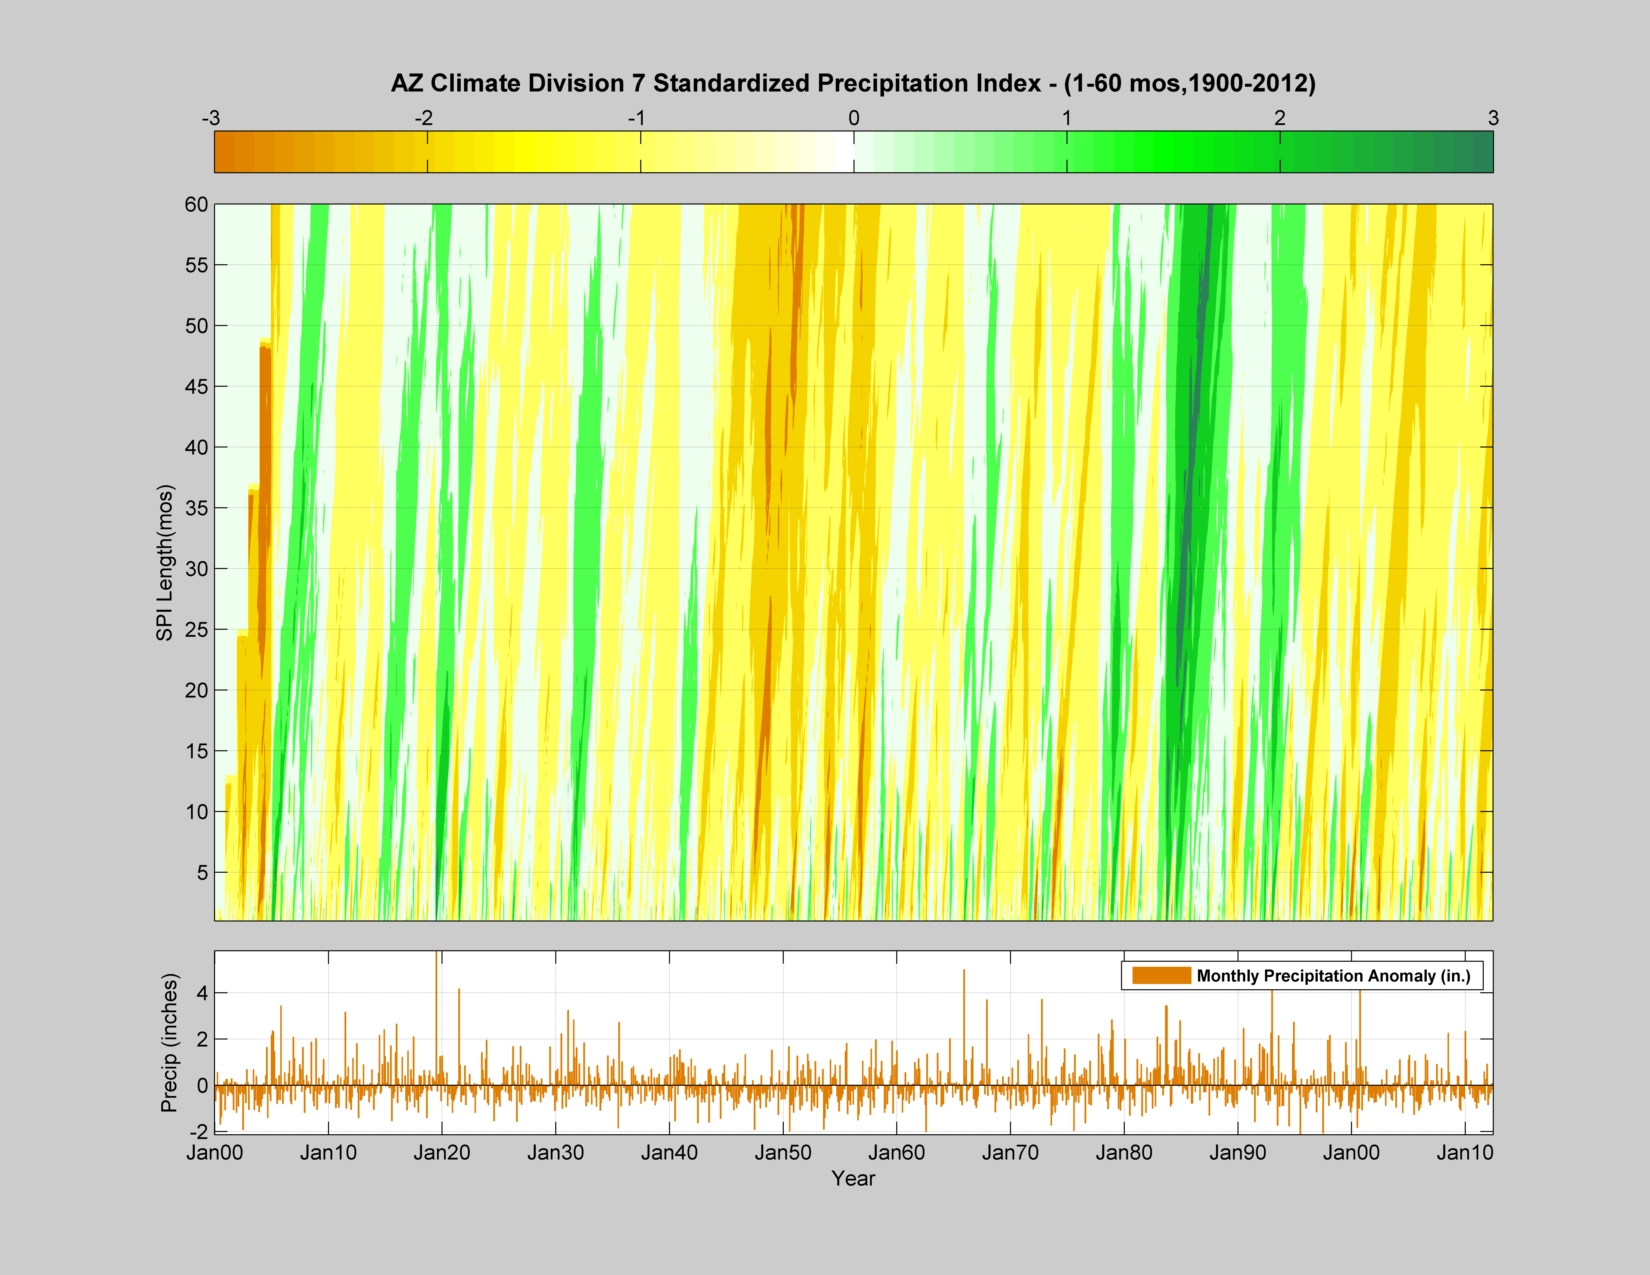 AZ Climate Division 7 Standardized Precipitation Index - (1-60 mos,1900-2012)
-3 -2 -1 0 1 2 3
60
55
50
45
40
35
30
25
20
15
10
5
SPI Length(mos)
Monthly Precipitation Anomaly (in.)
4
2
0
-2
Precip (inches)
Jan00 Jan10 Jan20 Jan30 Jan40 Jan50 Jan60 Jan70 Jan80 Jan90 Jan00 Jan10
Year